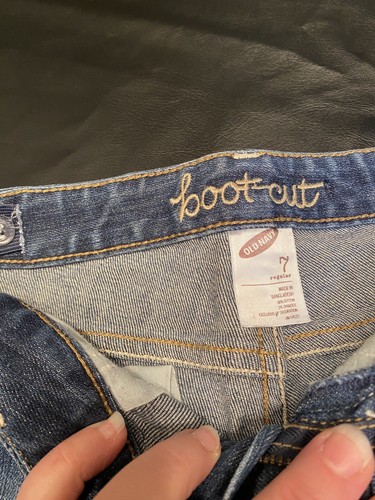 boot-cut
OLD NAVY
7
regular
MADE IN
BANGLADESH